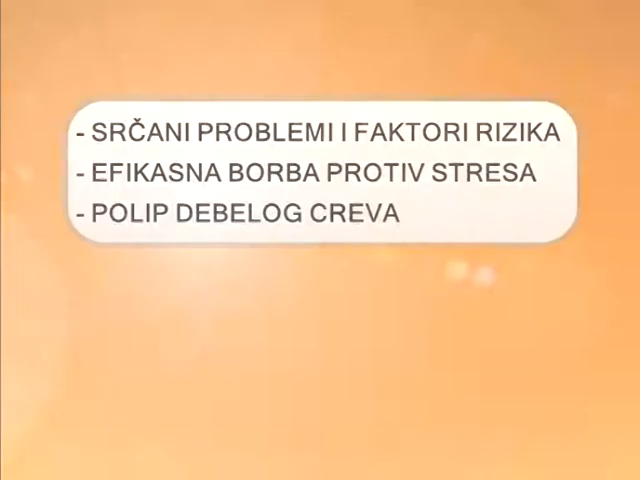 - SRČANI PROBLEMI I FAKTORI RIZIKA
- EFIKASNA BORBA PROTIV STRESA
- POLIP DEBELOG CREVA